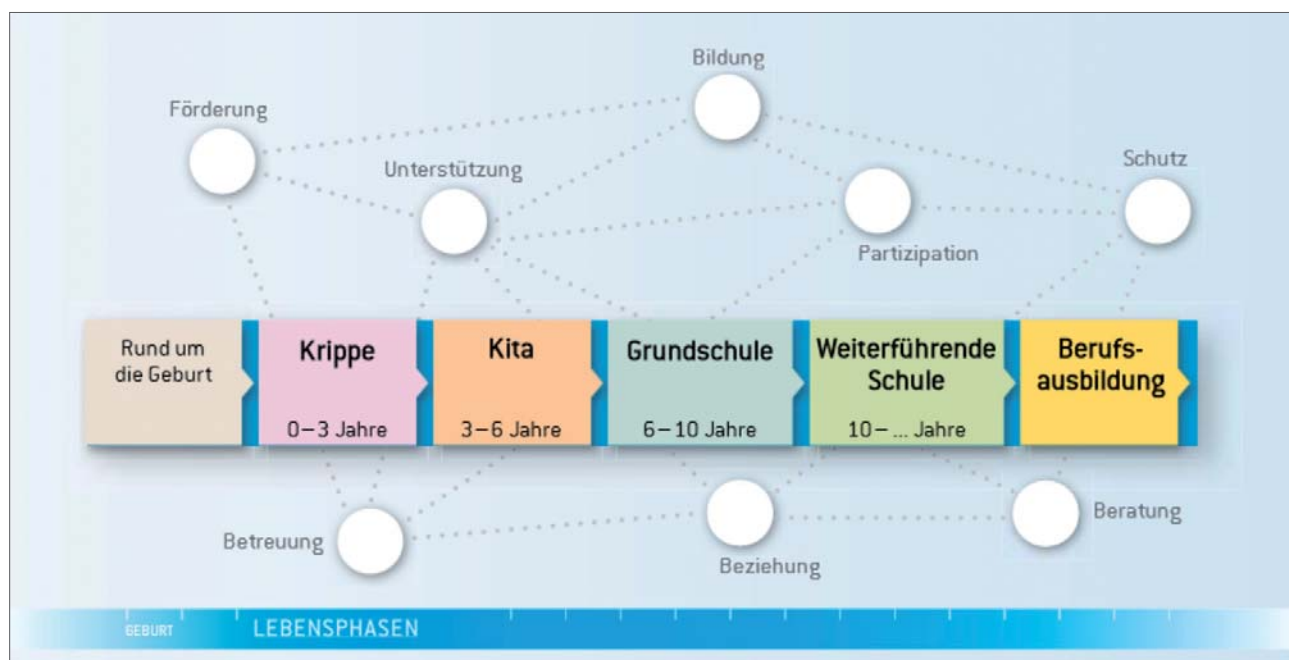 Bildung
Förderung
Unterstützung
Schutz
Partizipation
Rund um
die Geburt
Krippe
0–3 Jahre
Kita
3–6 Jahre
Grundschule
6–10 Jahre
Weiterführende
Schule
10–... Jahre
Berufs-
ausbildung
Betreuung
Beziehung
Beratung
GEBURT
LEBENSPHASEN